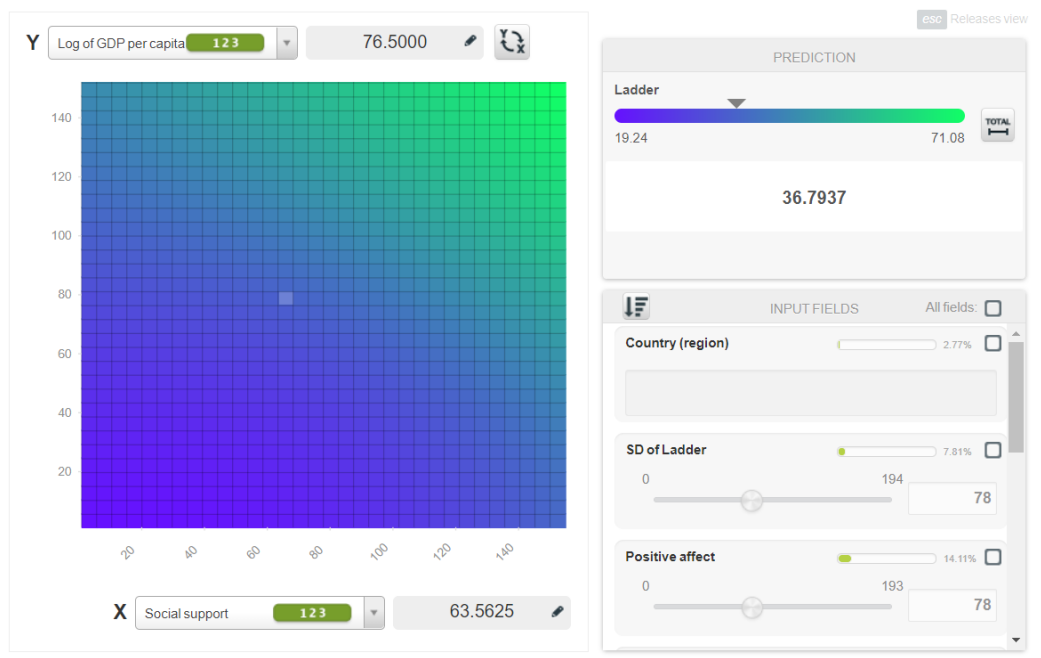 esc Releases view
Y Log of GDP per capita 123 76.5000 Y X
PREDICTION
Ladder
19.24 71.08
TOTAL
36.7937
140
120
100
80
60
40
20
20 40 60 80 100 120 140
X Social support 123 63.5625
INPUT FIELDS All fields:
Country (region) 2.77%
SD of Ladder 7.81%
0 194
78
Positive affect 14.11%
0 193
78